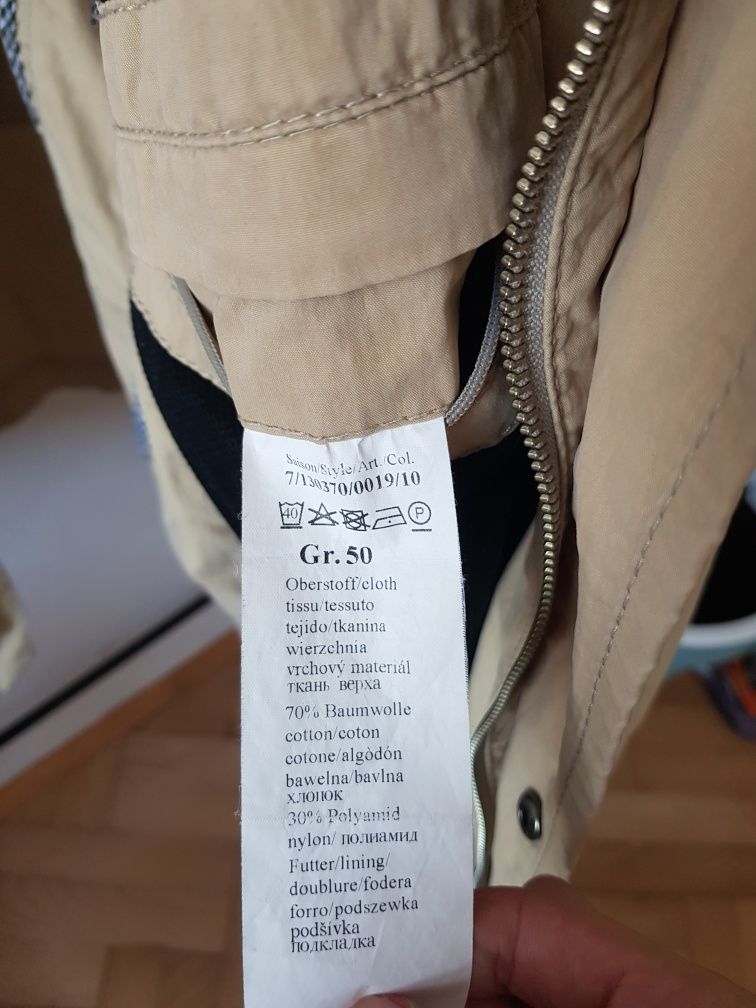 Saison/Style/Art./Col.
7/130370/0019/10
40 P
Gr. 50
Oberstoff/cloth
tissu/tessuto
tejido/tkanina
wierzchnia
vrchový materiál
ткань верха
70% Baumwolle
cotton/coton
cotone/algòdón
bawelna/bavlna
хлопок
30% Polyamid
nylon/ полиамид
Futter/lining/
doublure/fodera
forro/podszewka
podšívka
подкладка